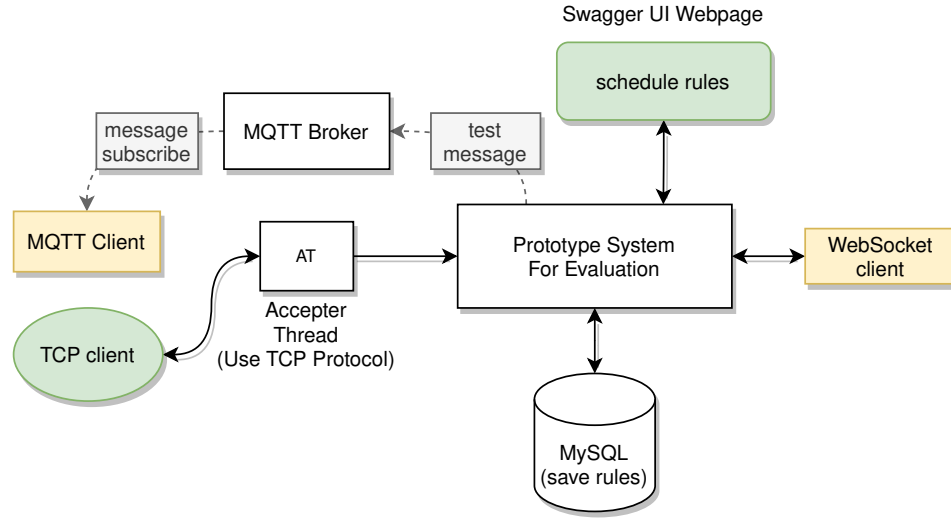 Swagger UI Webpage
schedule rules
message
subscribe
MQTT Broker
test
message
MQTT Client
AT
Prototype System
For Evaluation
WebSocket
client
Accepter
Thread
(Use TCP Protocol)
TCP client
MySQL
(save rules)